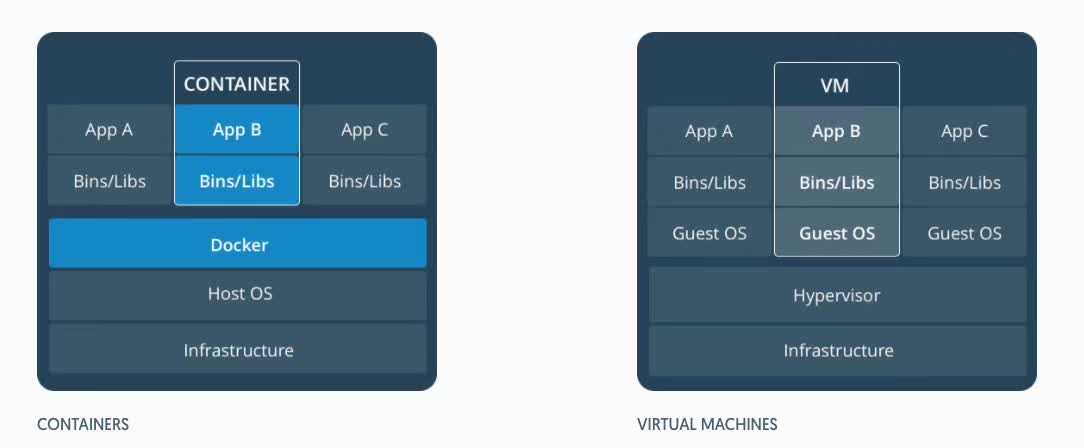 CONTAINER
App A App B App C
Bins/Libs Bins/Libs Bins/Libs
Docker
Host OS
Infrastructure
CONTAINERS
VM
App A App B App C
Bins/Libs Bins/Libs Bins/Libs
Guest OS Guest OS Guest OS
Hypervisor
Infrastructure
VIRTUAL MACHINES